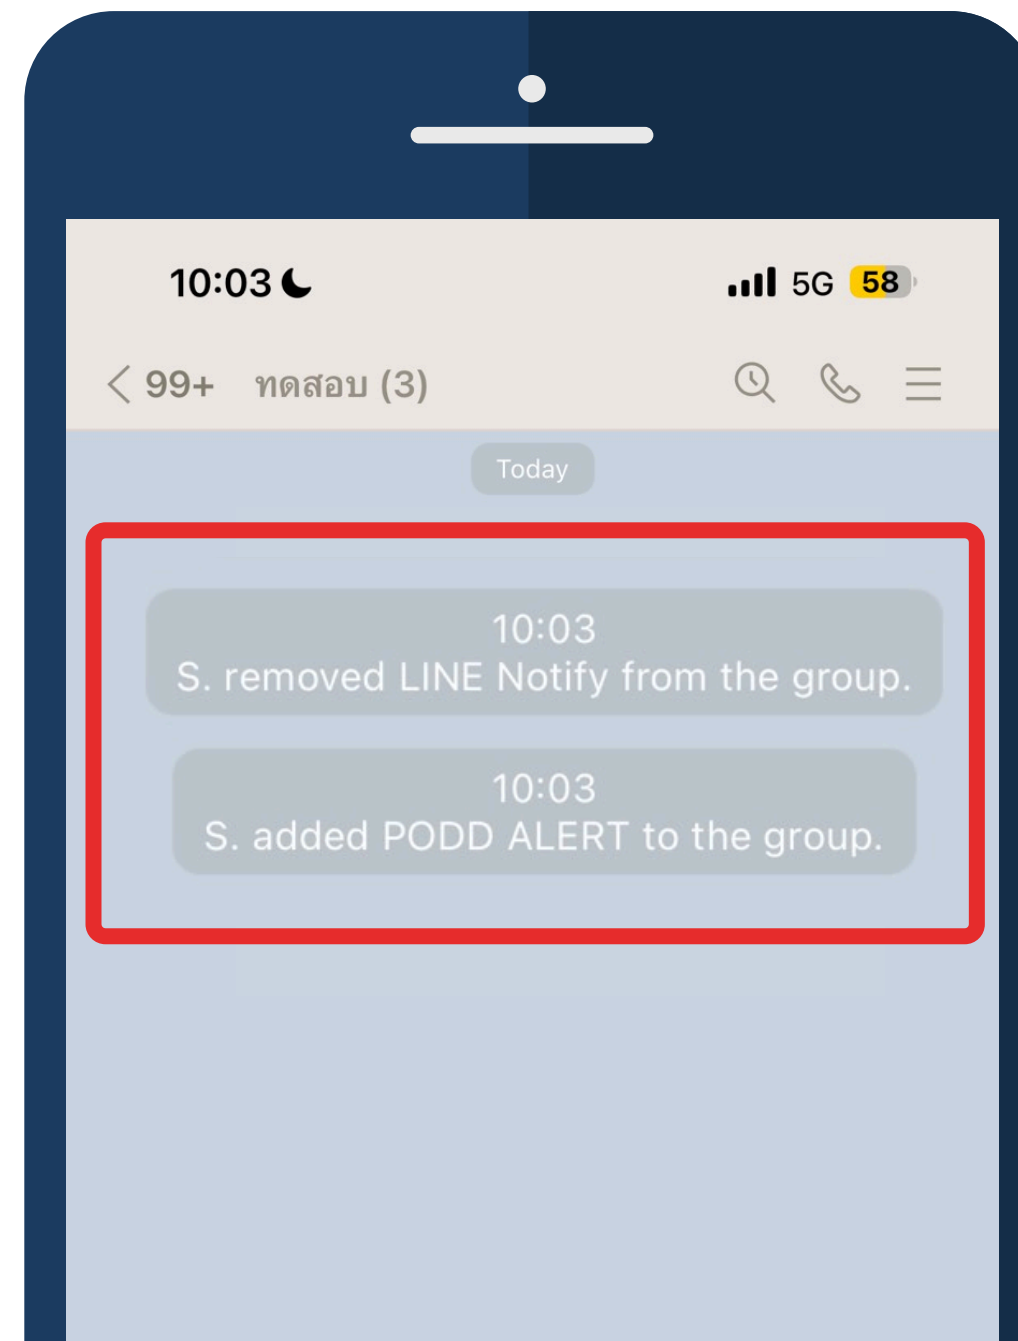 10:03
5G 58
99+ ทดสอบ (3)
Today
10:03
S. removed LINE Notify from the group.
10:03
S. added PODD ALERT to the group.